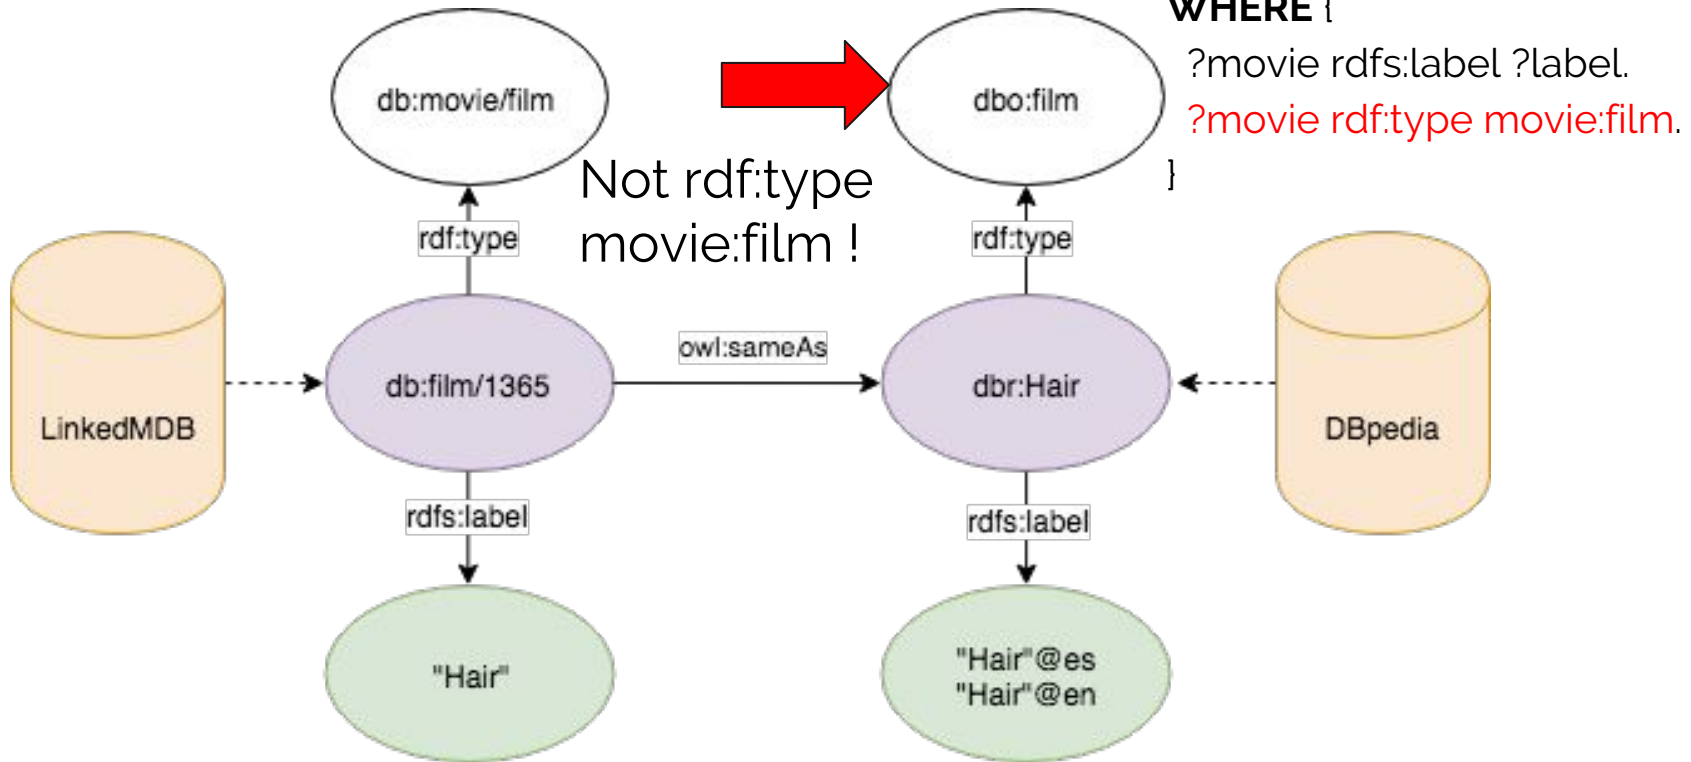 WHERE {
?movie rdfs:label ?label.
?movie rdf:type movie:film.
}
db:movie/film
dbo:film
Not rdf:type
movie:film !
rdf:type
rdf:type
owl:sameAs
LinkedMDB
db:film/1365
dbr:Hair
DBpedia
rdfs:label
rdfs:label
"Hair"
"Hair"@es
"Hair"@en